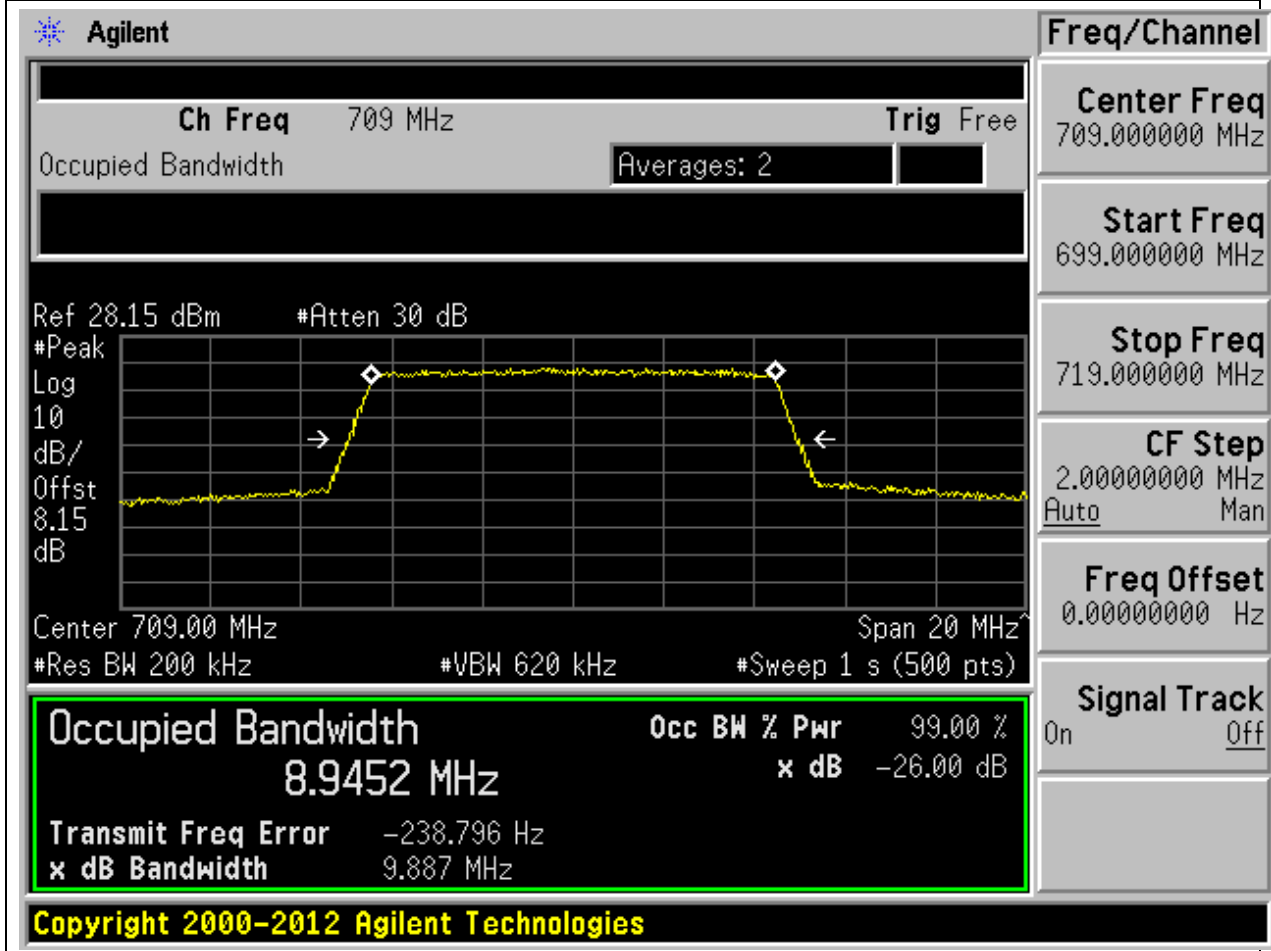 Agilent
Freq/Channel
Ch Freq 709 MHz Trig Free
Occupied Bandwidth Averages: 2
Center Freq
709.000000 MHz
Start Freq
699.000000 MHz
Stop Freq
719.000000 MHz
CF Step
2.00000000 MHz
Auto Man
Freq Offset
0.00000000 Hz
Signal Track
On Off
Ref 28.15 dBm #Atten 30 dB
#Peak
Log
10
dB/
Offst
8.15
dB
Center 709.00 MHz Span 20 MHz^
#Res BW 200 kHz #VBW 620 kHz #Sweep 1 s (500 pts)
Occupied Bandwidth Occ BW % Pwr 99.00 %
8.9452 MHz x dB -26.00 dB
Transmit Freq Error -238.796 Hz
x dB Bandwidth 9.887 MHz
Copyright 2000-2012 Agilent Technologies